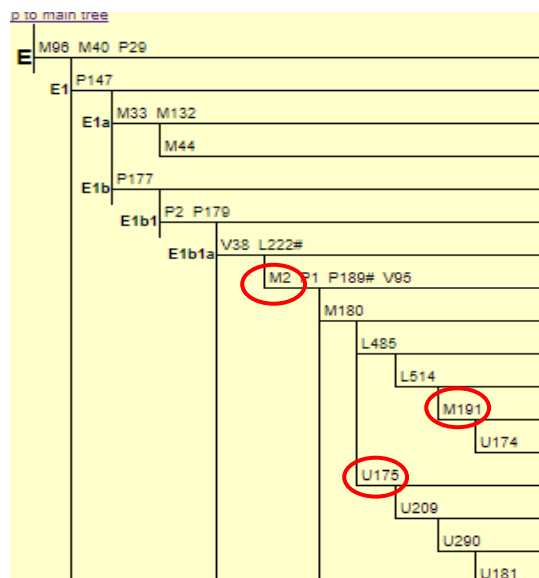 p to main tree
E M96 M40 P29
E1 P147
E1a M33 M132
M44
E1b P177
E1b1 P2 P179
E1b1a V38 L222#
M2 P1 P189# V95
M180
L485
L514
M191
U174
U175
U209
U290
U181